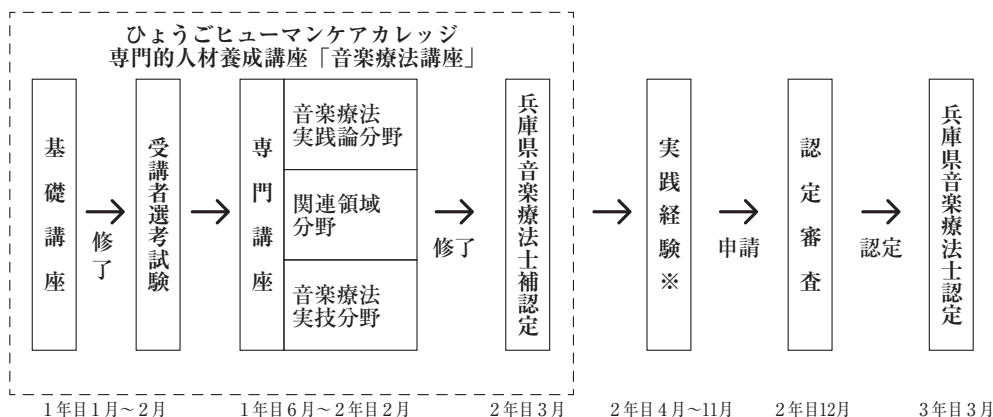 ひょうごヒューマンケアカレッジ
専門的人材養成講座「音楽療法講座」
基礎講座
修了
受講者選考試験
専門講座
音楽療法
実践論分野
関連領域
分野
音楽療法
実技分野
修了
兵庫県音楽療法士補認定
実践経験※
申請
認定審査
認定
兵庫県音楽療法士認定
1年目1月~2月
1年目6月~2年目2月
2年目3月
2年目4月~11月
2年目12月
3年目3月